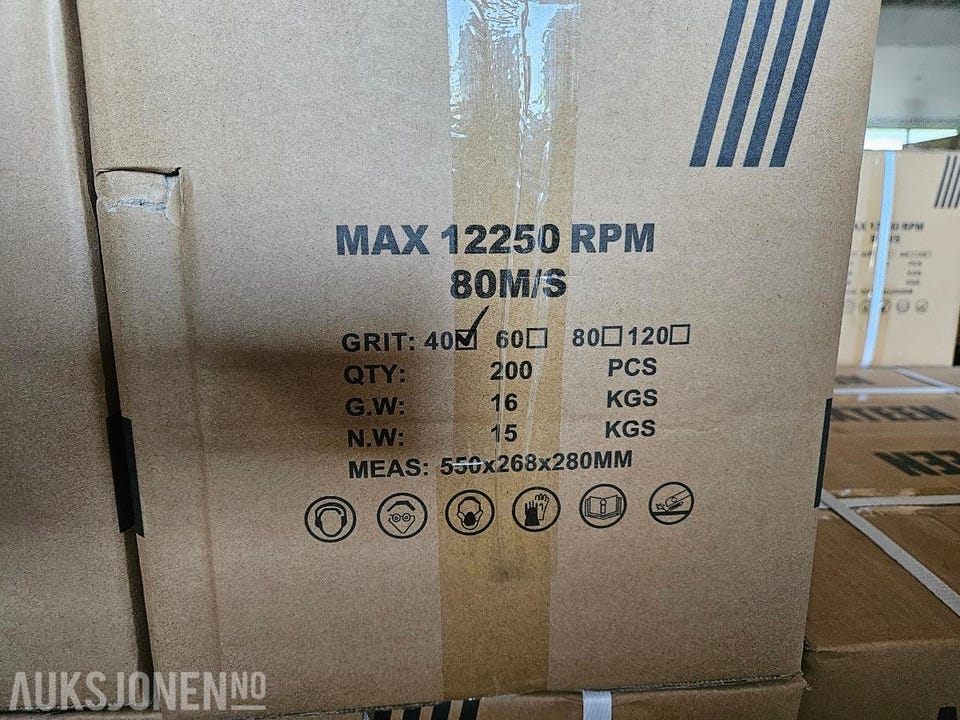 MAX 12250 RPM
80M/S
GRIT: 40☑ 60☐ 80☐ 120☐
QTY: 200 PCS
G.W: 16 KGS
N.W: 15 KGS
MEAS: 550x268x280MM
AUKSJONEN.NO